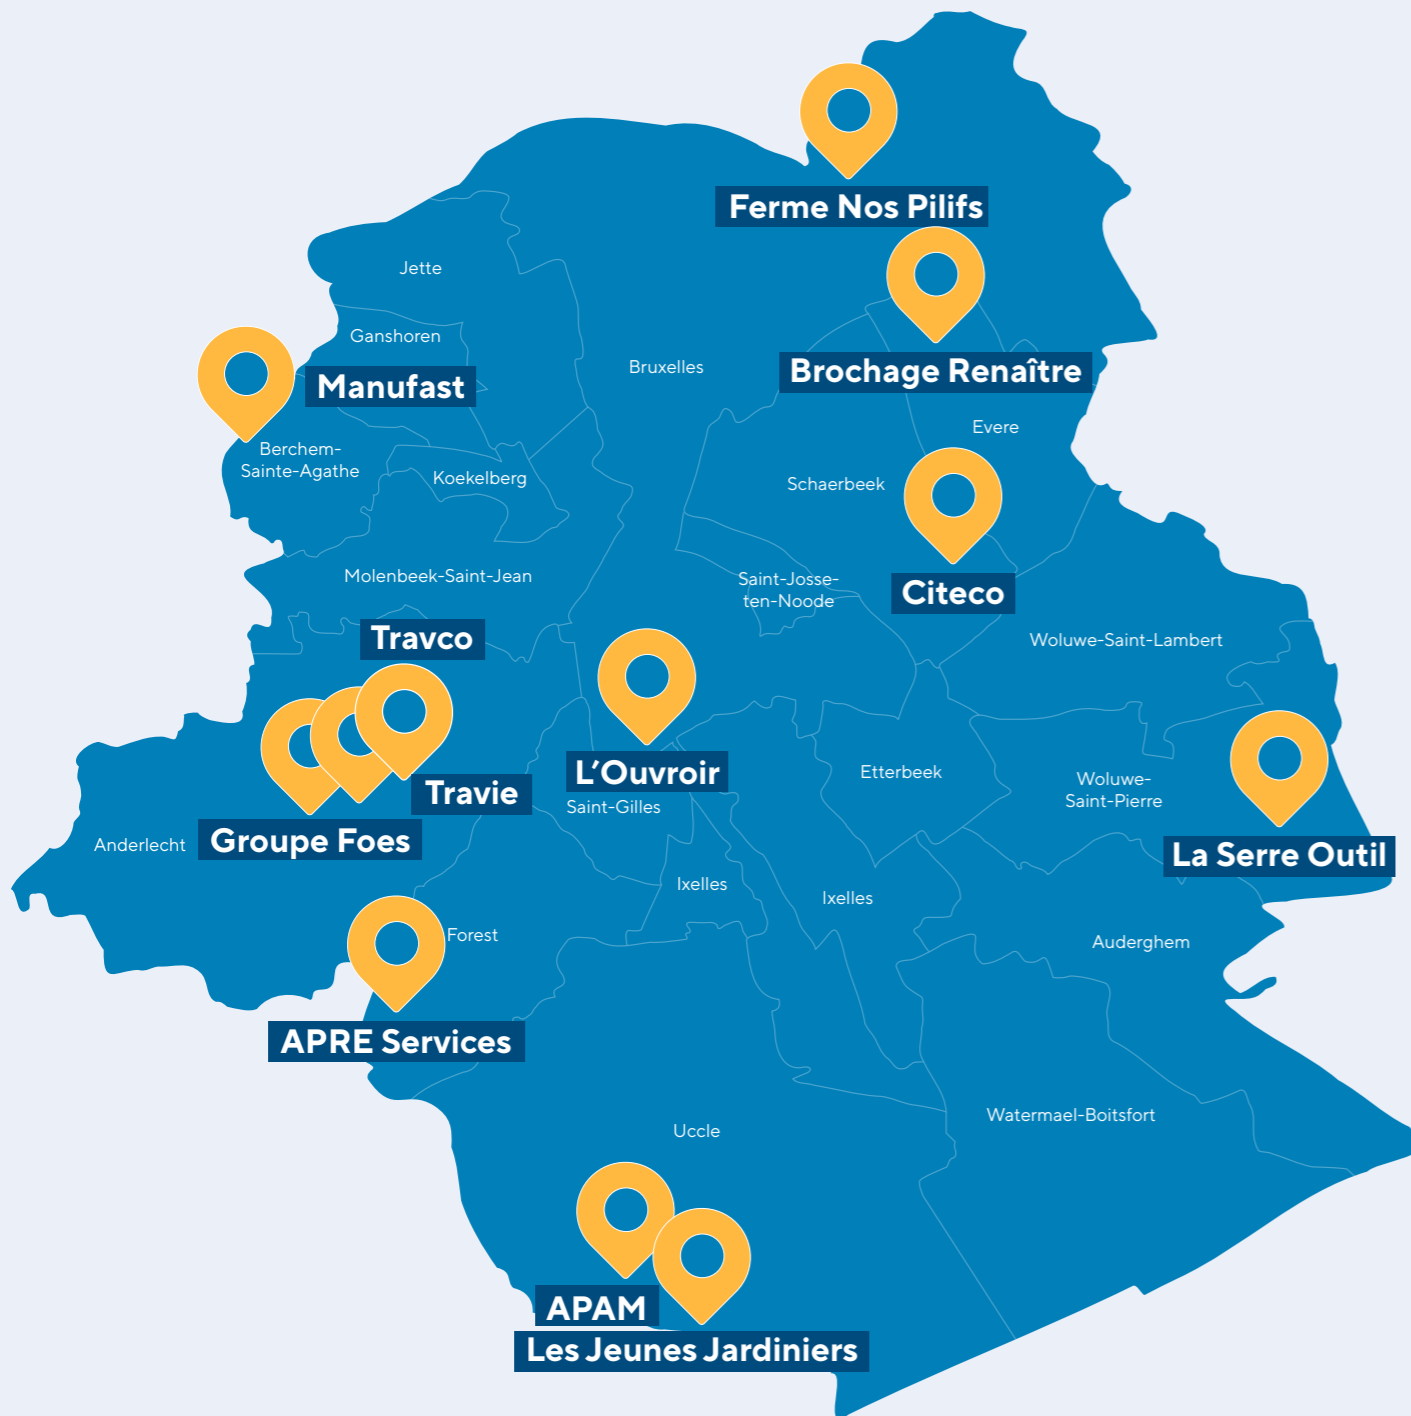 Ferme Nos Pilifs
Jette
Ganshoren
Bruxelles
Brochage Renaître
Manufast
Evere
Berchem-
Sainte-Agathe
Koekelberg
Schaerbeek
Molenbeek-Saint-Jean
Saint-Josse-
ten-Noode
Citeco
Travco
Woluwe-Saint-Lambert
L'Ouvroir
Etterbeek
Woluwe-
Saint-Pierre
Travie
Saint-Gilles
Anderlecht
Groupe Foes
La Serre Outil
Ixelles
Ixelles
Forest
Auderghem
APRE Services
Watermael-Boitsfort
Uccle
APAM
Les Jeunes Jardiniers